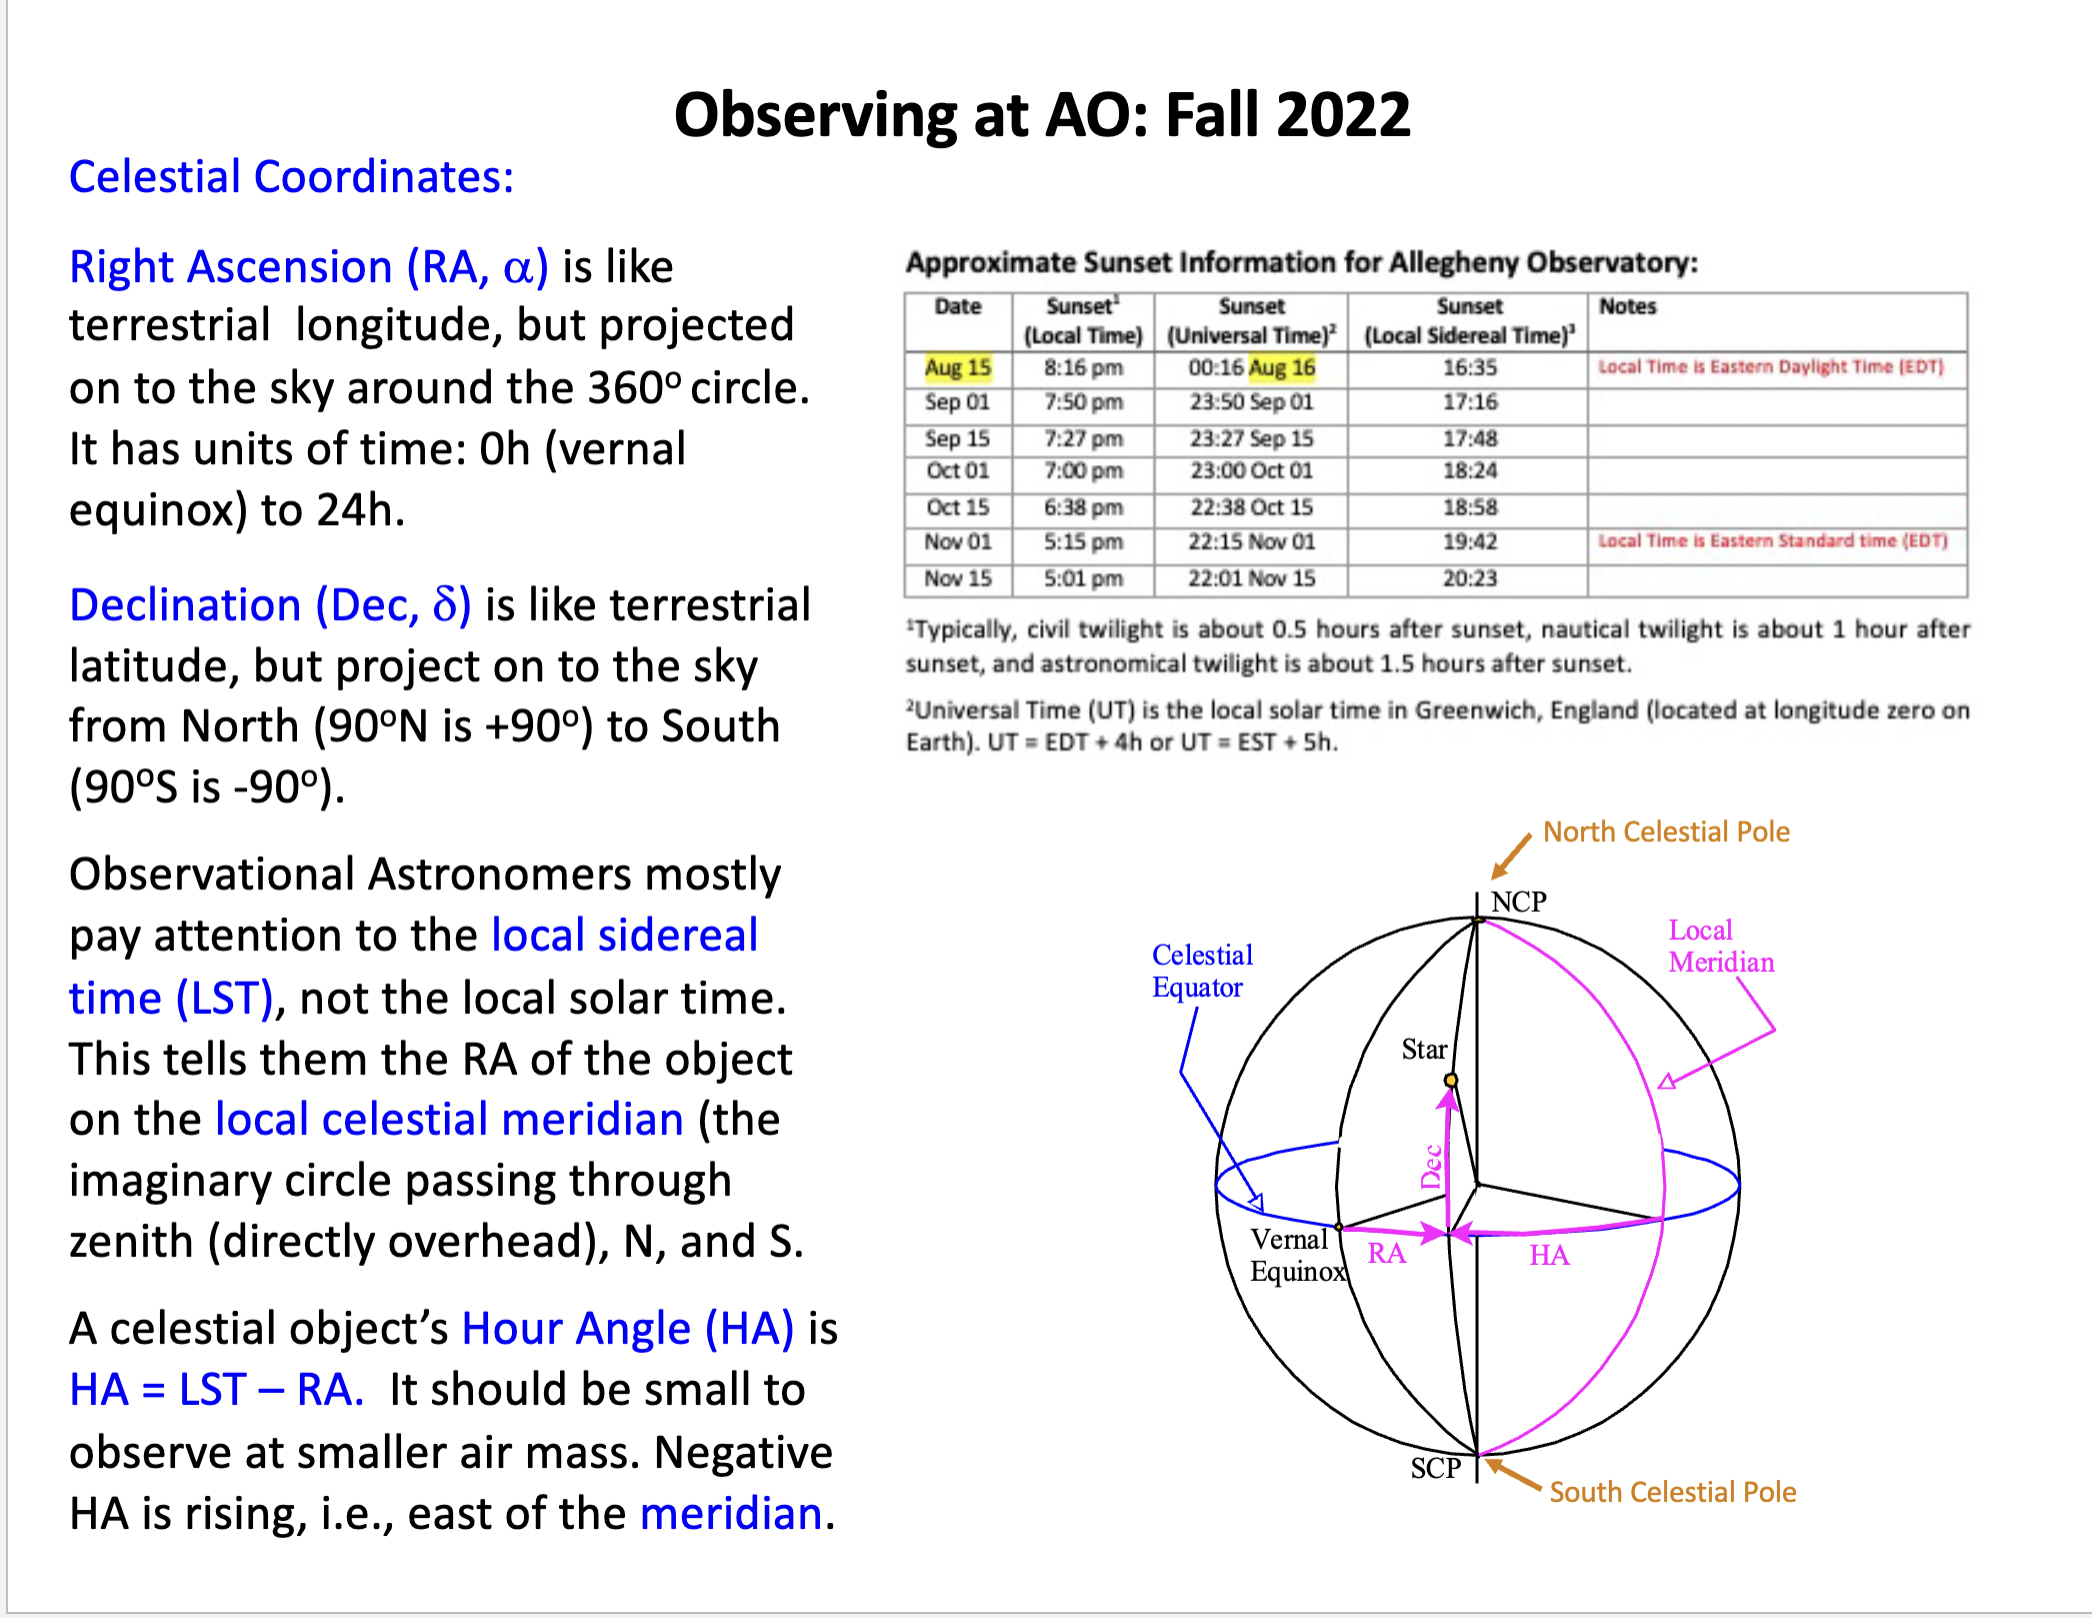 Observing at AO: Fall 2022
Celestial Coordinates:
Right Ascension (RA, α) is like
terrestrial longitude, but projected
on to the sky around the 360º circle.
It has units of time: 0h (vernal
equinox) to 24h.
Declination (Dec, δ) is like terrestrial
latitude, but project on to the sky
from North (90ºN is +90º) to South
(90ºS is -90º).
Observational Astronomers mostly
pay attention to the local sidereal
time (LST), not the local solar time.
This tells them the RA of the object
on the local celestial meridian (the
imaginary circle passing through
zenith (directly overhead), N, and S.
A celestial object’s Hour Angle (HA) is
HA = LST – RA. It should be small to
observe at smaller air mass. Negative
HA is rising, i.e., east of the meridian.
Approximate Sunset Information for Allegheny Observatory:
Date Sunset¹ Sunset Sunset Notes
(Local Time) (Universal Time)² (Local Sidereal Time)³
Aug 15 8:16 pm 00:16 Aug 16 16:35 Local Time is Eastern Daylight Time (EDT)
Sep 01 7:50 pm 23:50 Sep 01 17:16
Sep 15 7:27 pm 23:27 Sep 15 17:48
Oct 01 7:00 pm 23:00 Oct 01 18:24
Oct 15 6:38 pm 22:38 Oct 15 18:58
Nov 01 5:15 pm 22:15 Nov 01 19:42 Local Time is Eastern Standard time (EDT)
Nov 15 5:01 pm 22:01 Nov 15 20:23
¹Typically, civil twilight is about 0.5 hours after sunset, nautical twilight is about 1 hour after
sunset, and astronomical twilight is about 1.5 hours after sunset.
²Universal Time (UT) is the local solar time in Greenwich, England (located at longitude zero on
Earth). UT = EDT + 4h or UT = EST + 5h.
North Celestial Pole
NCP
Local
Meridian
Celestial
Equator
Star
Dec
Vernal
Equinox
RA
HA
SCP
South Celestial Pole